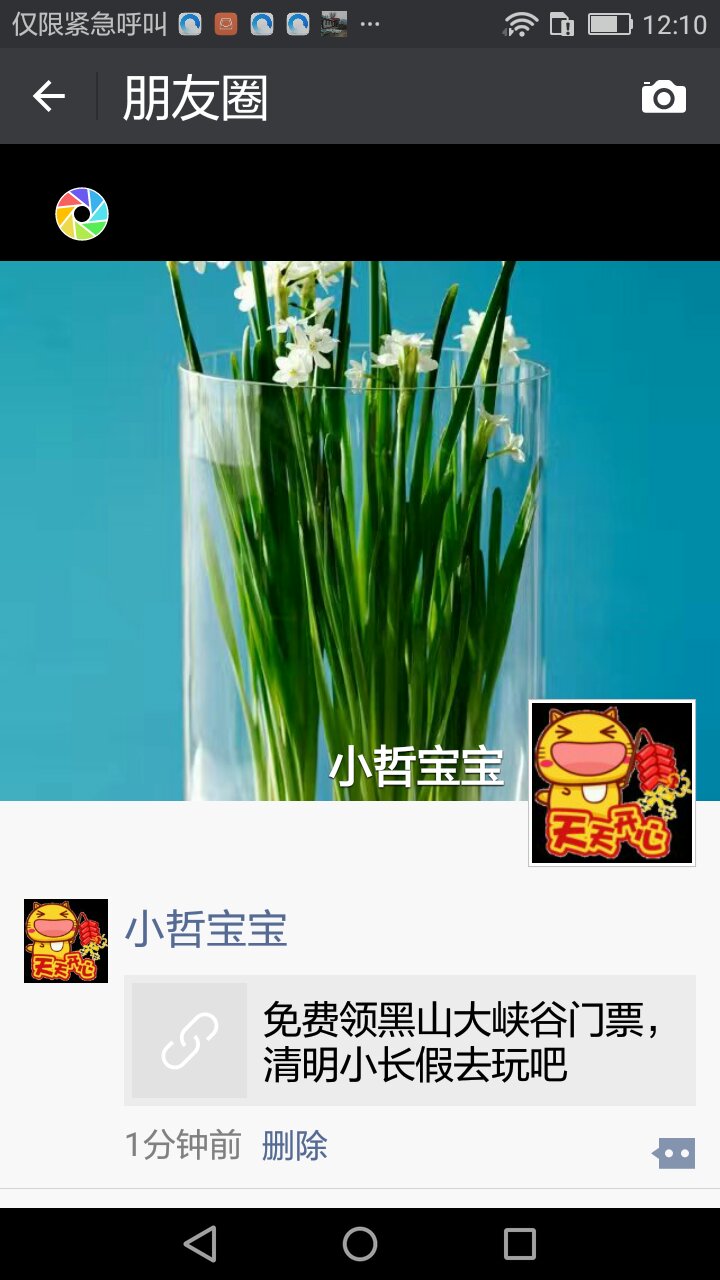 仅限紧急呼叫
12:10
朋友圈
小哲宝宝
天天开心
小哲宝宝
天天开心
免费领黑山大峡谷门票，
清明小长假去玩吧
1分钟前 删除